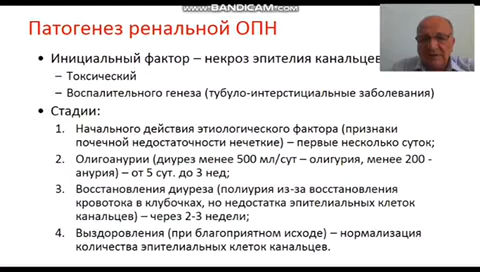 www.BANDICAM.com
Патогенез ренальной ОПН
• Инициальный фактор – некроз эпителия канальцев
– Токсический
– Воспалительного генеза (тубуло-интерстициальные заболевания)
• Стадии:
1. Начального действия этиологического фактора (признаки
почечной недостаточности нечеткие) – первые несколько суток;
2. Олигоанурии (диурез менее 500 мл/сут – олигурия, менее 200 -
анурия) – от 5 сут. до 3 нед;
3. Восстановления диуреза (полиурия из-за восстановления
кровотока в клубочках, но недостатка эпителиальных клеток
канальцев) – через 2-3 недели;
4. Выздоровления (при благоприятном исходе) – нормализация
количества эпителиальных клеток канальцев.